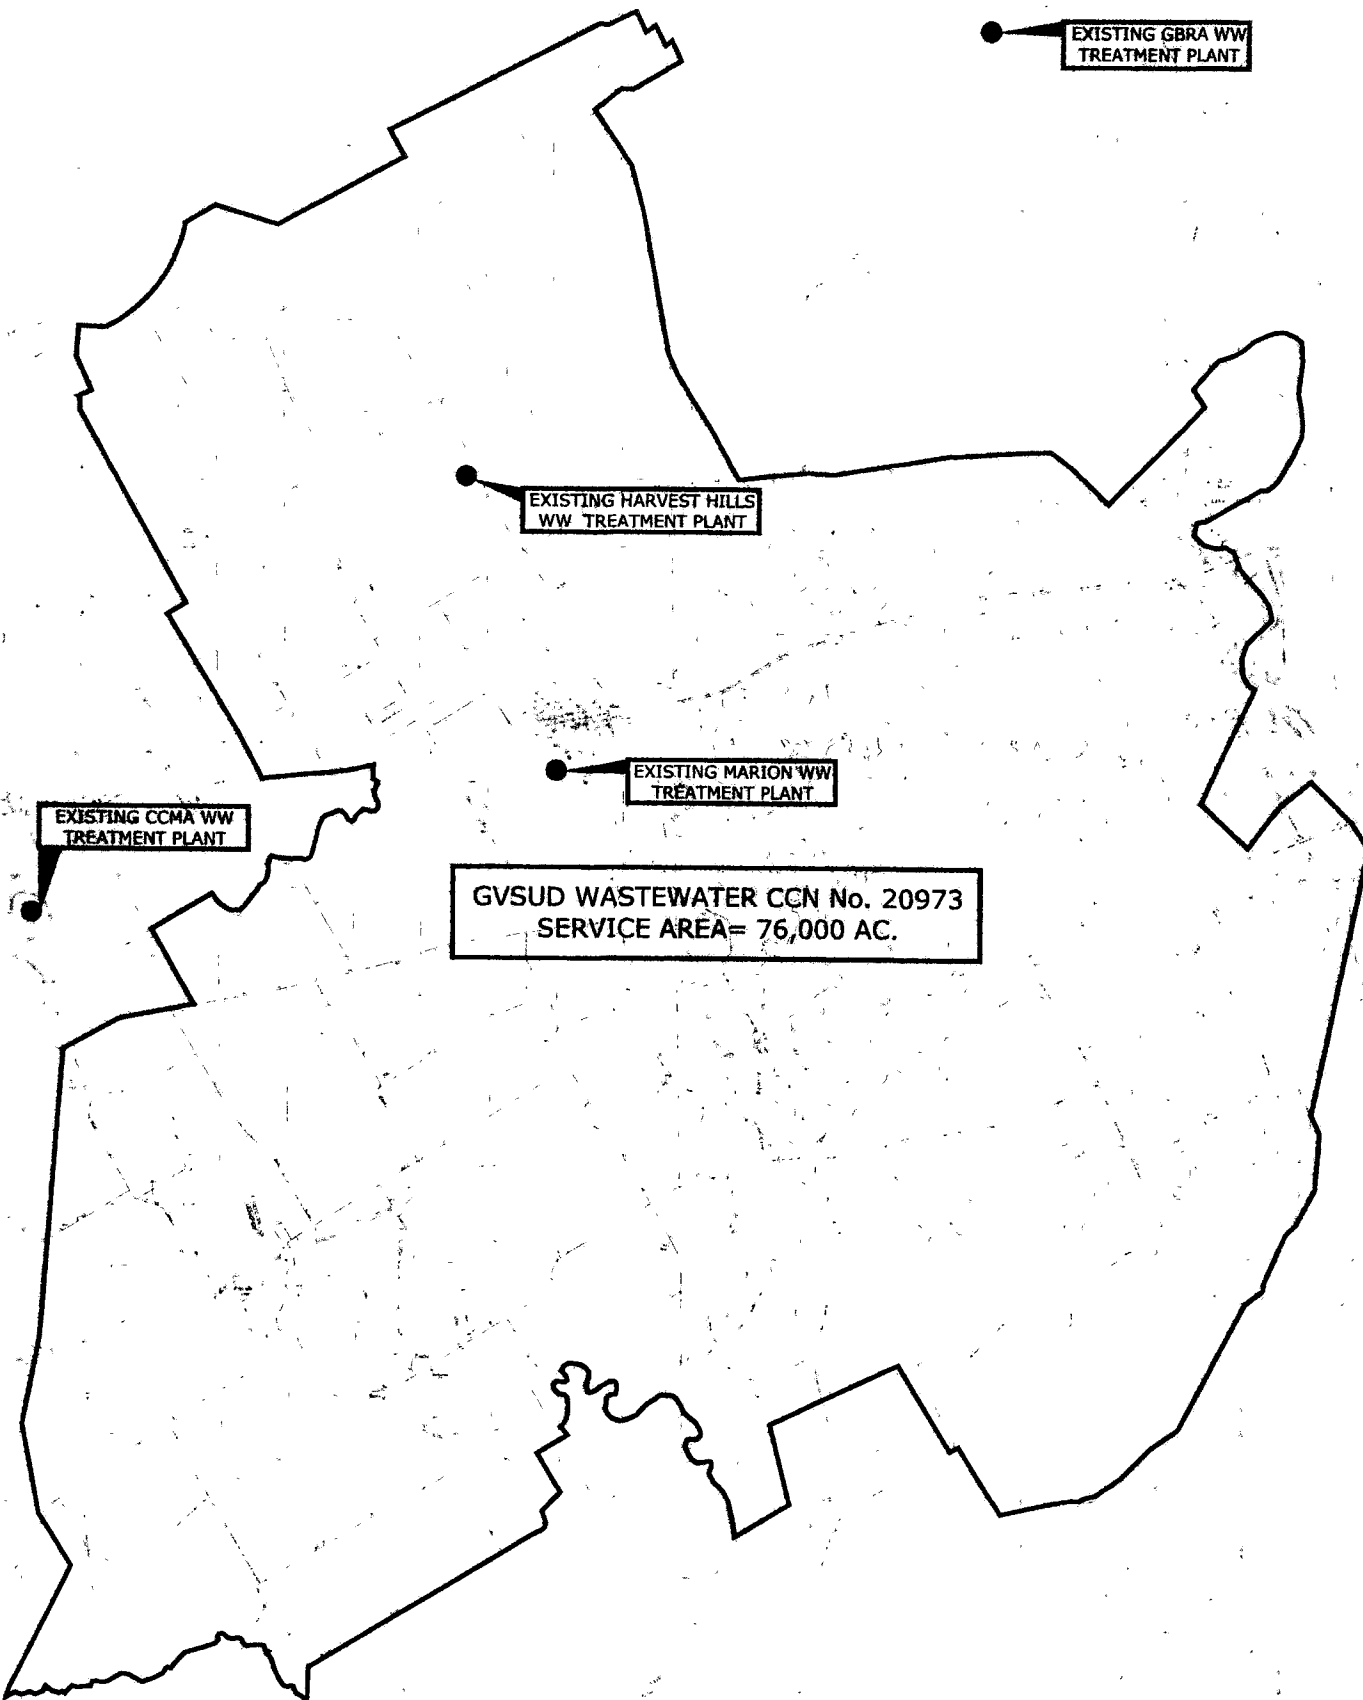 EXISTING GBRA WW
TREATMENT PLANT
EXISTING HARVEST HILLS
WW TREATMENT PLANT
EXISTING MARION WW
TREATMENT PLANT
EXISTING CCMA WW
TREATMENT PLANT
GVSUD WASTEWATER CCN No. 20973
SERVICE AREA= 76,000 AC.